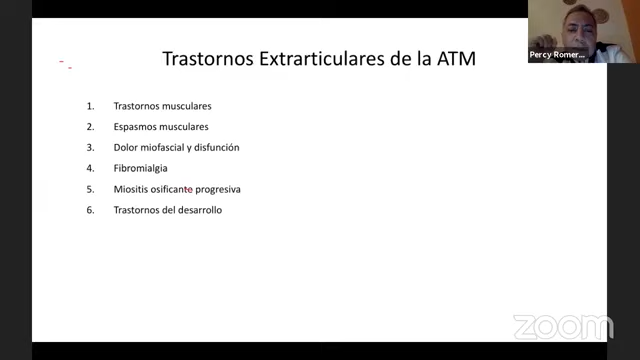 Trastornos Extrarticulares de la ATM
Percy Romer...
1. Trastornos musculares
2. Espasmos musculares
3. Dolor miofascial y disfunción
4. Fibromialgia
5. Miositis osificante progresiva
6. Trastornos del desarrollo
zoom